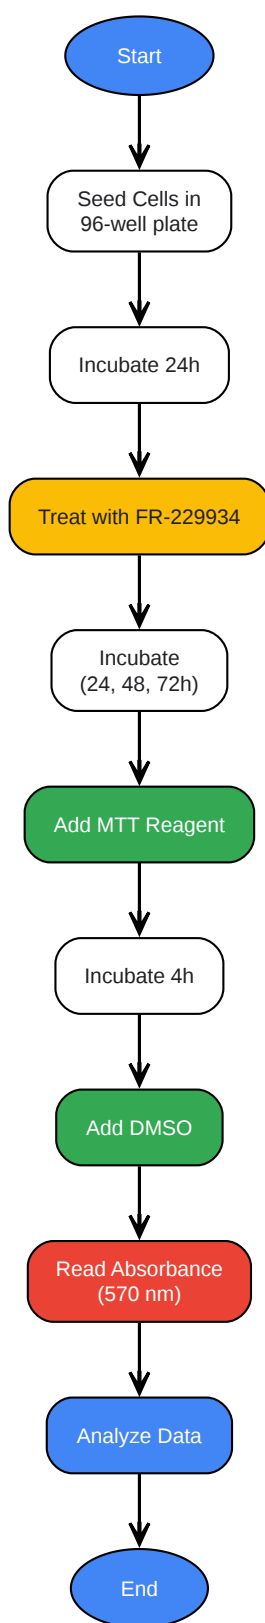 Start
Seed Cells in
96-well plate
Incubate 24h
Treat with FR-229934
Incubate
(24, 48, 72h)
Add MTT Reagent
Incubate 4h
Add DMSO
Read Absorbance
(570 nm)
Analyze Data
End